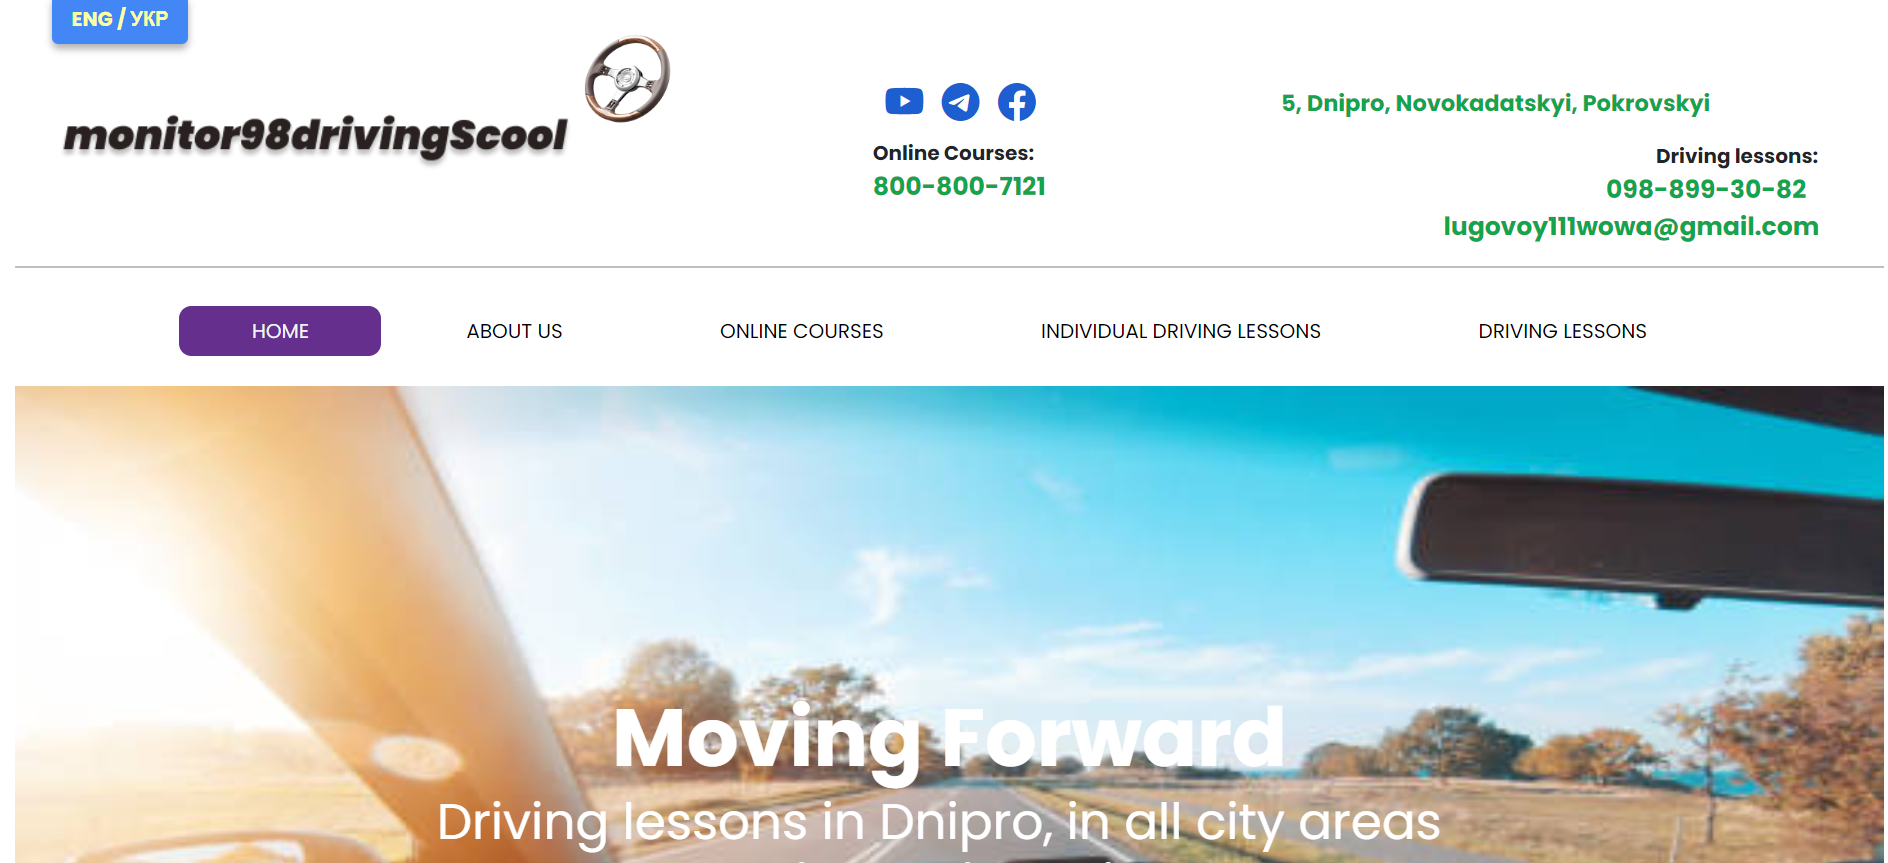 ENG / УКР
monitor98drivingScool
Online Courses:
800-800-7121
5, Dnipro, Novokadatskyi, Pokrovskyi
Driving lessons:
098-899-30-82
lugovoy111wowa@gmail.com
HOME
ABOUT US
ONLINE COURSES
INDIVIDUAL DRIVING LESSONS
DRIVING LESSONS
Moving Forward
Driving lessons in Dnipro, in all city areas